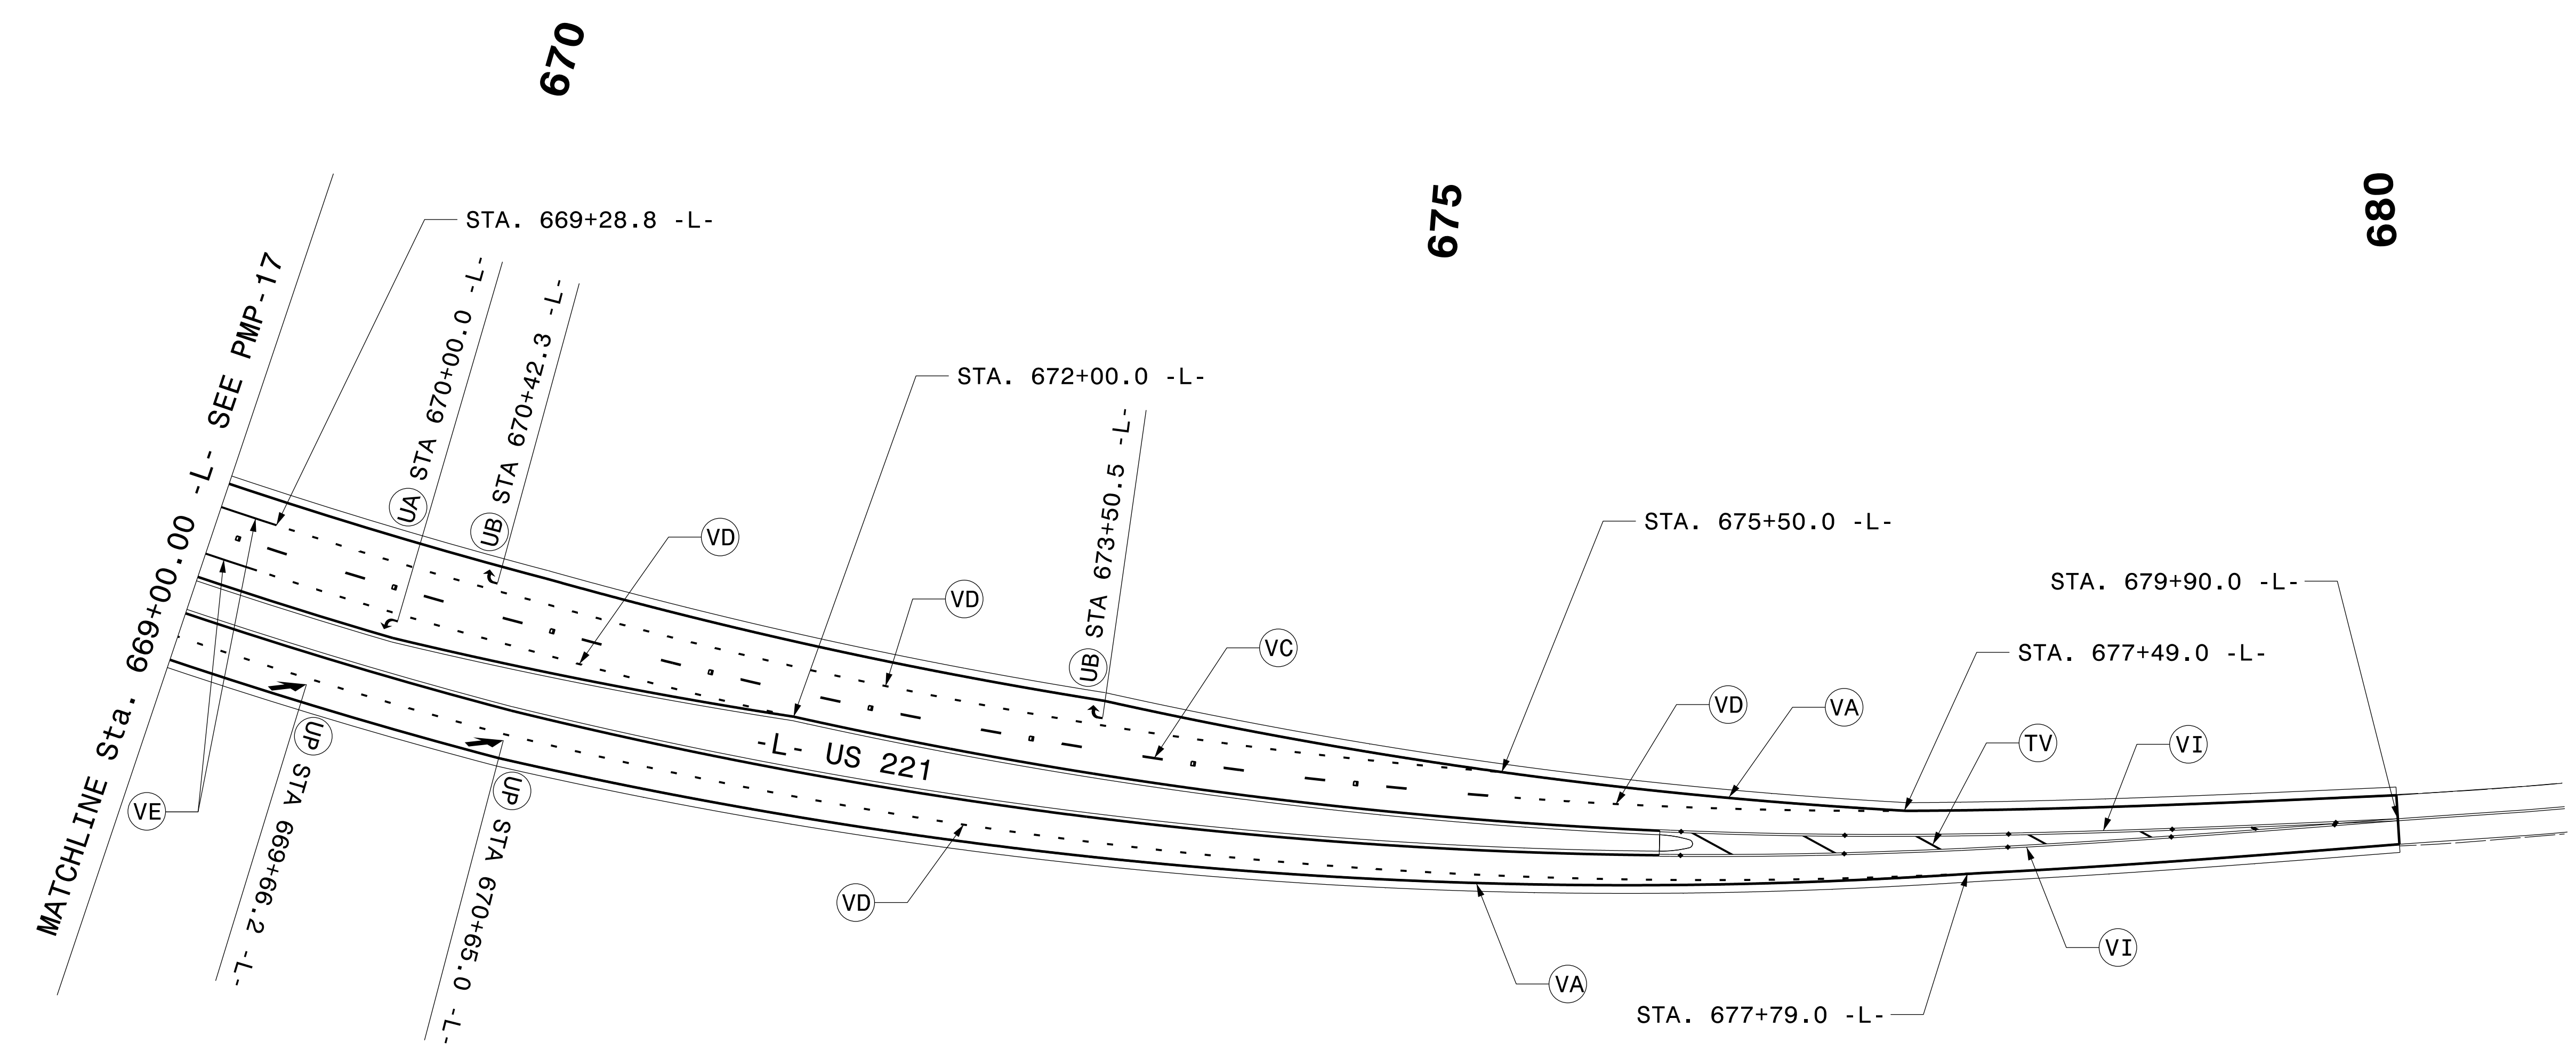 670
675
680
STA. 669+28.8 -L-
MATCHLINE Sta. 669+00.00 -L- SEE PMP-17
UA STA 670+00.0 -L-
UB STA 670+42.3 -L-
STA. 672+00.0 -L-
UB STA 673+50.5 -L-
STA. 675+50.0 -L-
STA. 679+90.0 -L-
STA. 677+49.0 -L-
VD
VD
VC
VD
VA
TV
VI
-L- US 221
VE
UP STA 669+66.2 -L-
UP STA 670+65.0 -L-
VD
VA
VI
STA. 677+79.0 -L-